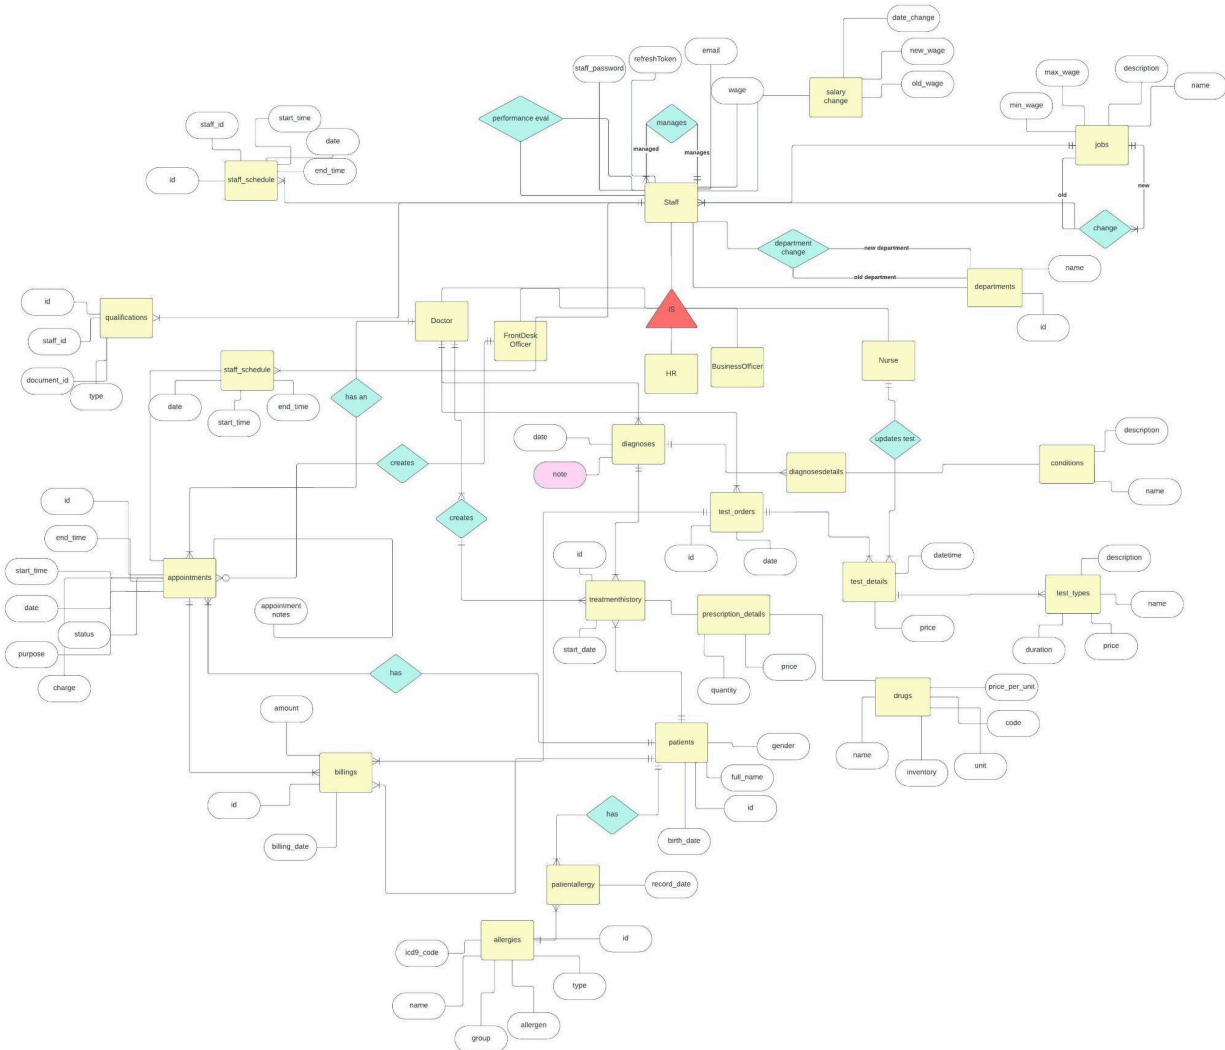 date_change
new_wage
old_wage
salary
change
email
refreshToken
staff_password
wage
max_wage
description
name
min_wage
jobs
performance eval
manages
managed
manages
staff_id
start_time
date
end_time
id
staff_schedule
Staff
old
new
change
department
change
new department
old department
departments
name
id
id
qualifications
staff_id
document_id
type
Doctor
FrontDesk
Officer
IS
HR
BusinessOfficer
Nurse
staff_schedule
date
start_time
end_time
has an
creates
creates
date
note
diagnoses
diagnosesdetails
updates test
conditions
description
name
test_orders
id
date
id
end_time
start_time
date
status
purpose
charge
appointments
appointment
notes
id
treatmenthistory
start_date
prescription_details
quantity
price
datetime
test_details
price
description
test_types
name
duration
price
has
drugs
price_per_unit
code
unit
inventory
name
amount
billings
id
billing_date
patients
gender
full_name
id
birth_date
has
patientallergy
record_date
allergies
id
icd9_code
name
type
group
allergen